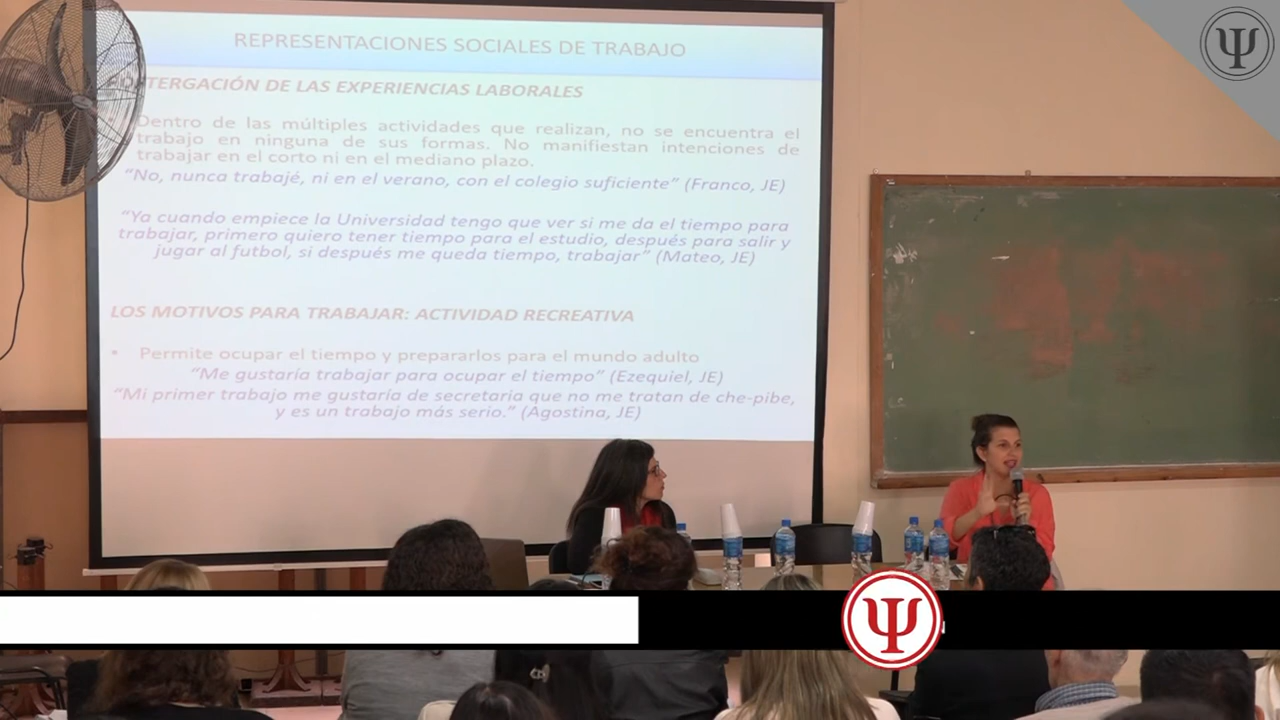 REPRESENTACIONES SOCIALES DE TRABAJO
DE LAS EXPERIENCIAS LABORALES
Dentro de las múltiples actividades que realizan, no se encuentra el
trabajo en ninguna de sus formas. No manifiestan intenciones de
trabajar en el corto ni en el mediano plazo.
“No, nunca trabajé, ni en el verano, con el colegio suficiente” (Franco, JE)
“Ya cuando empiece la Universidad tengo que ver si me da el tiempo para
trabajar, primero quiero tener tiempo para el estudio, después para salir y
jugar al futbol, si después me queda tiempo, trabajar” (Mateo, JE)
LOS MOTIVOS PARA TRABAJAR: ACTIVIDAD RECREATIVA
• Permite ocupar el tiempo y prepararlos para el mundo adulto
“Me gustaría trabajar para ocupar el tiempo” (Ezequiel, JE)
“Mi primer trabajo me gustaría de secretaria que no me tratan de che-pibe,
y es un trabajo más serio.” (Agostina, JE)
Ψ
Ψ